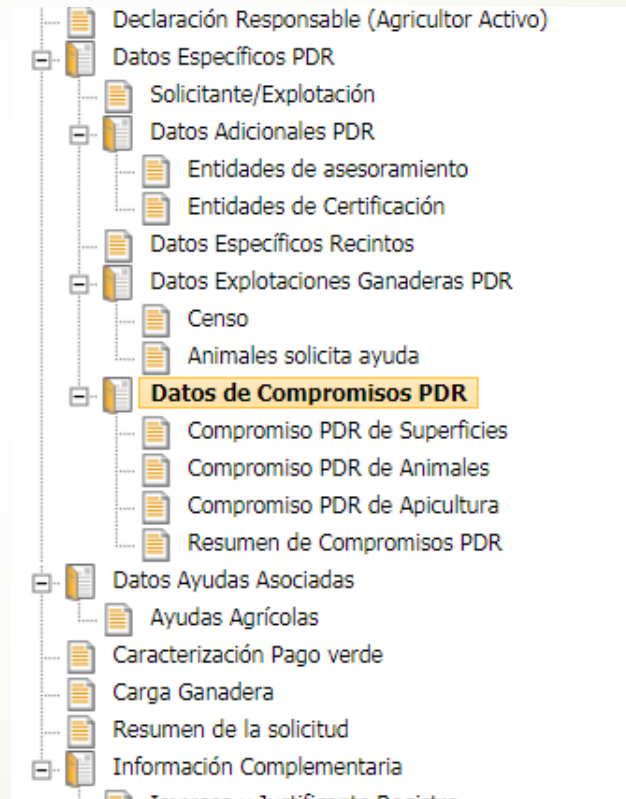 Declaración Responsable (Agricultor Activo)
Datos Específicos PDR
Solicitante/Explotación
Datos Adicionales PDR
Entidades de asesoramiento
Entidades de Certificación
Datos Específicos Recintos
Datos Explotaciones Ganaderas PDR
Censo
Animales solicita ayuda
Datos de Compromisos PDR
Compromiso PDR de Superficies
Compromiso PDR de Animales
Compromiso PDR de Apicultura
Resumen de Compromisos PDR
Datos Ayudas Asociadas
Ayudas Agrícolas
Caracterización Pago verde
Carga Ganadera
Resumen de la solicitud
Información Complementaria